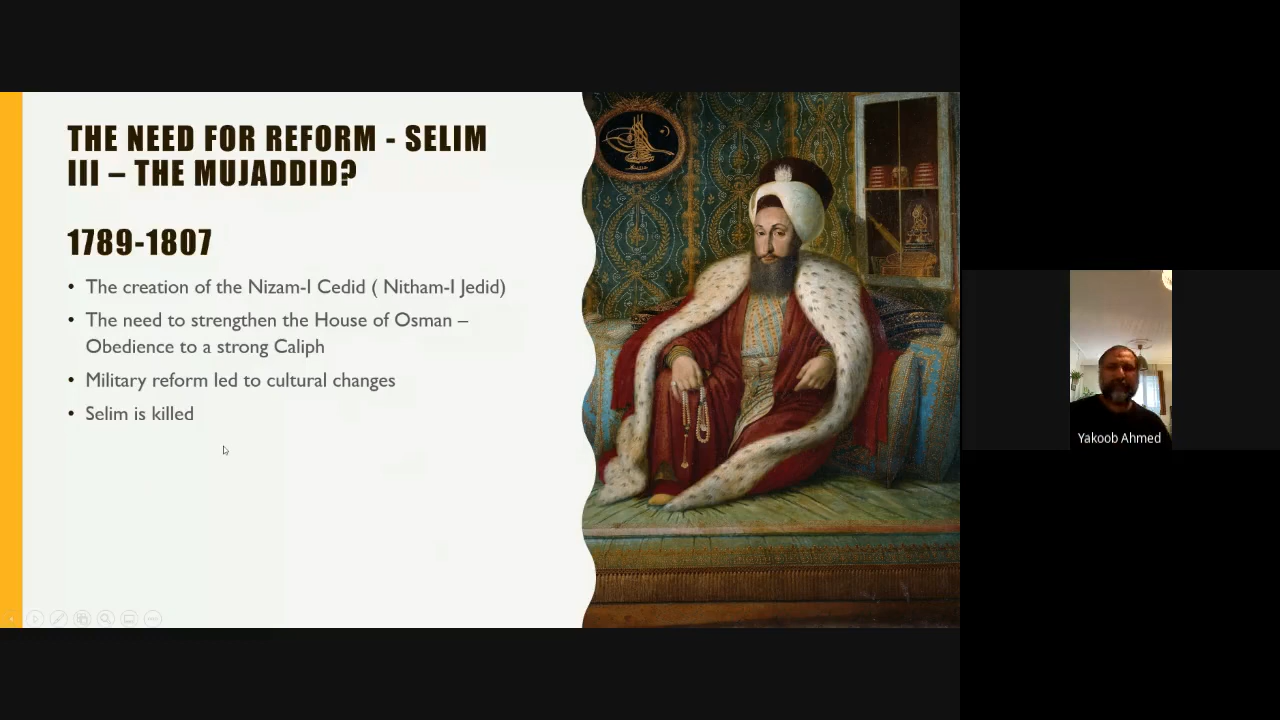 THE NEED FOR REFORM - SELIM
III – THE MUJADDID?
1789-1807
• The creation of the Nizam-I Cedid ( Nitham-I Jedid)
• The need to strengthen the House of Osman –
Obedience to a strong Caliph
• Military reform led to cultural changes
• Selim is killed
Yakoob Ahmed